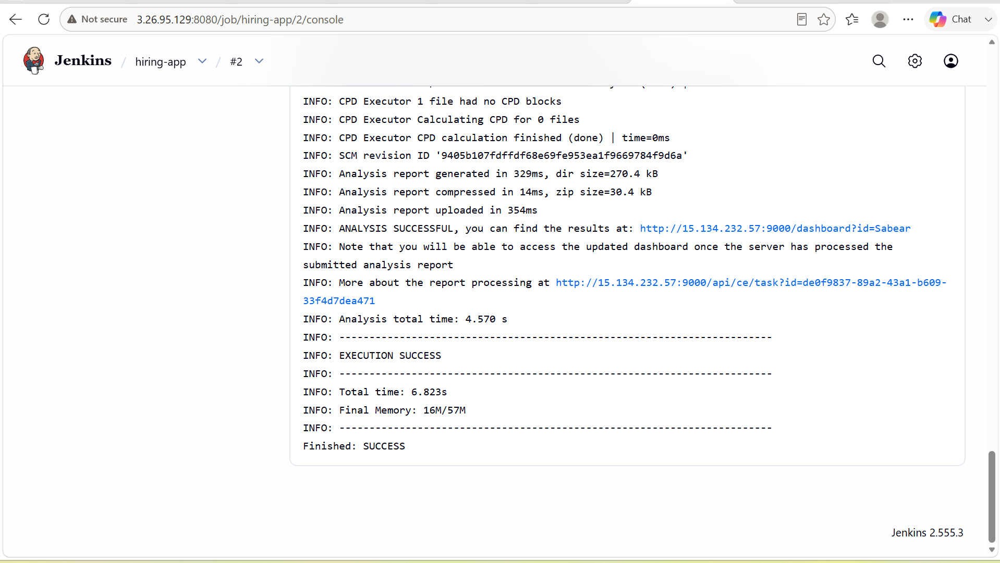 Not secure 3.26.95.129:8080/job/hiring-app/2/console
Chat
Jenkins / hiring-app / #2
INFO: CPD Executor 1 file had no CPD blocks
INFO: CPD Executor Calculating CPD for 0 files
INFO: CPD Executor CPD calculation finished (done) | time=0ms
INFO: SCM revision ID '9405b107fdffdf68e69fe953ea1f9669784f9d6a'
INFO: Analysis report generated in 329ms, dir size=270.4 kB
INFO: Analysis report compressed in 14ms, zip size=30.4 kB
INFO: Analysis report uploaded in 354ms
INFO: ANALYSIS SUCCESSFUL, you can find the results at: http://15.134.232.57:9000/dashboard?id=Sabear
INFO: Note that you will be able to access the updated dashboard once the server has processed the
submitted analysis report
INFO: More about the report processing at http://15.134.232.57:9000/api/ce/task?id=de0f9837-89a2-43a1-b609-
33f4d7dea471
INFO: Analysis total time: 4.570 s
INFO: ------------------------------------------------------------------------
INFO: EXECUTION SUCCESS
INFO: ------------------------------------------------------------------------
INFO: Total time: 6.823s
INFO: Final Memory: 16M/57M
INFO: ------------------------------------------------------------------------
Finished: SUCCESS
Jenkins 2.555.3